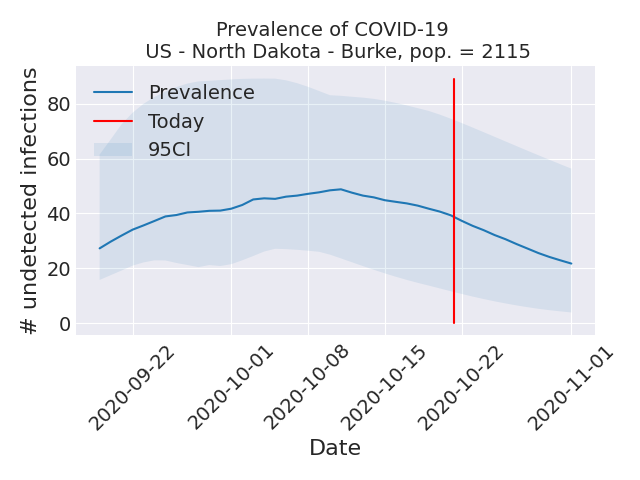 Prevalence of COVID-19
US - North Dakota - Burke, pop. = 2115
# undetected infections
80
60
40
20
0
Prevalence
Today
95CI
2020-09-22
2020-10-01
2020-10-08
2020-10-15
2020-10-22
2020-11-01
Date